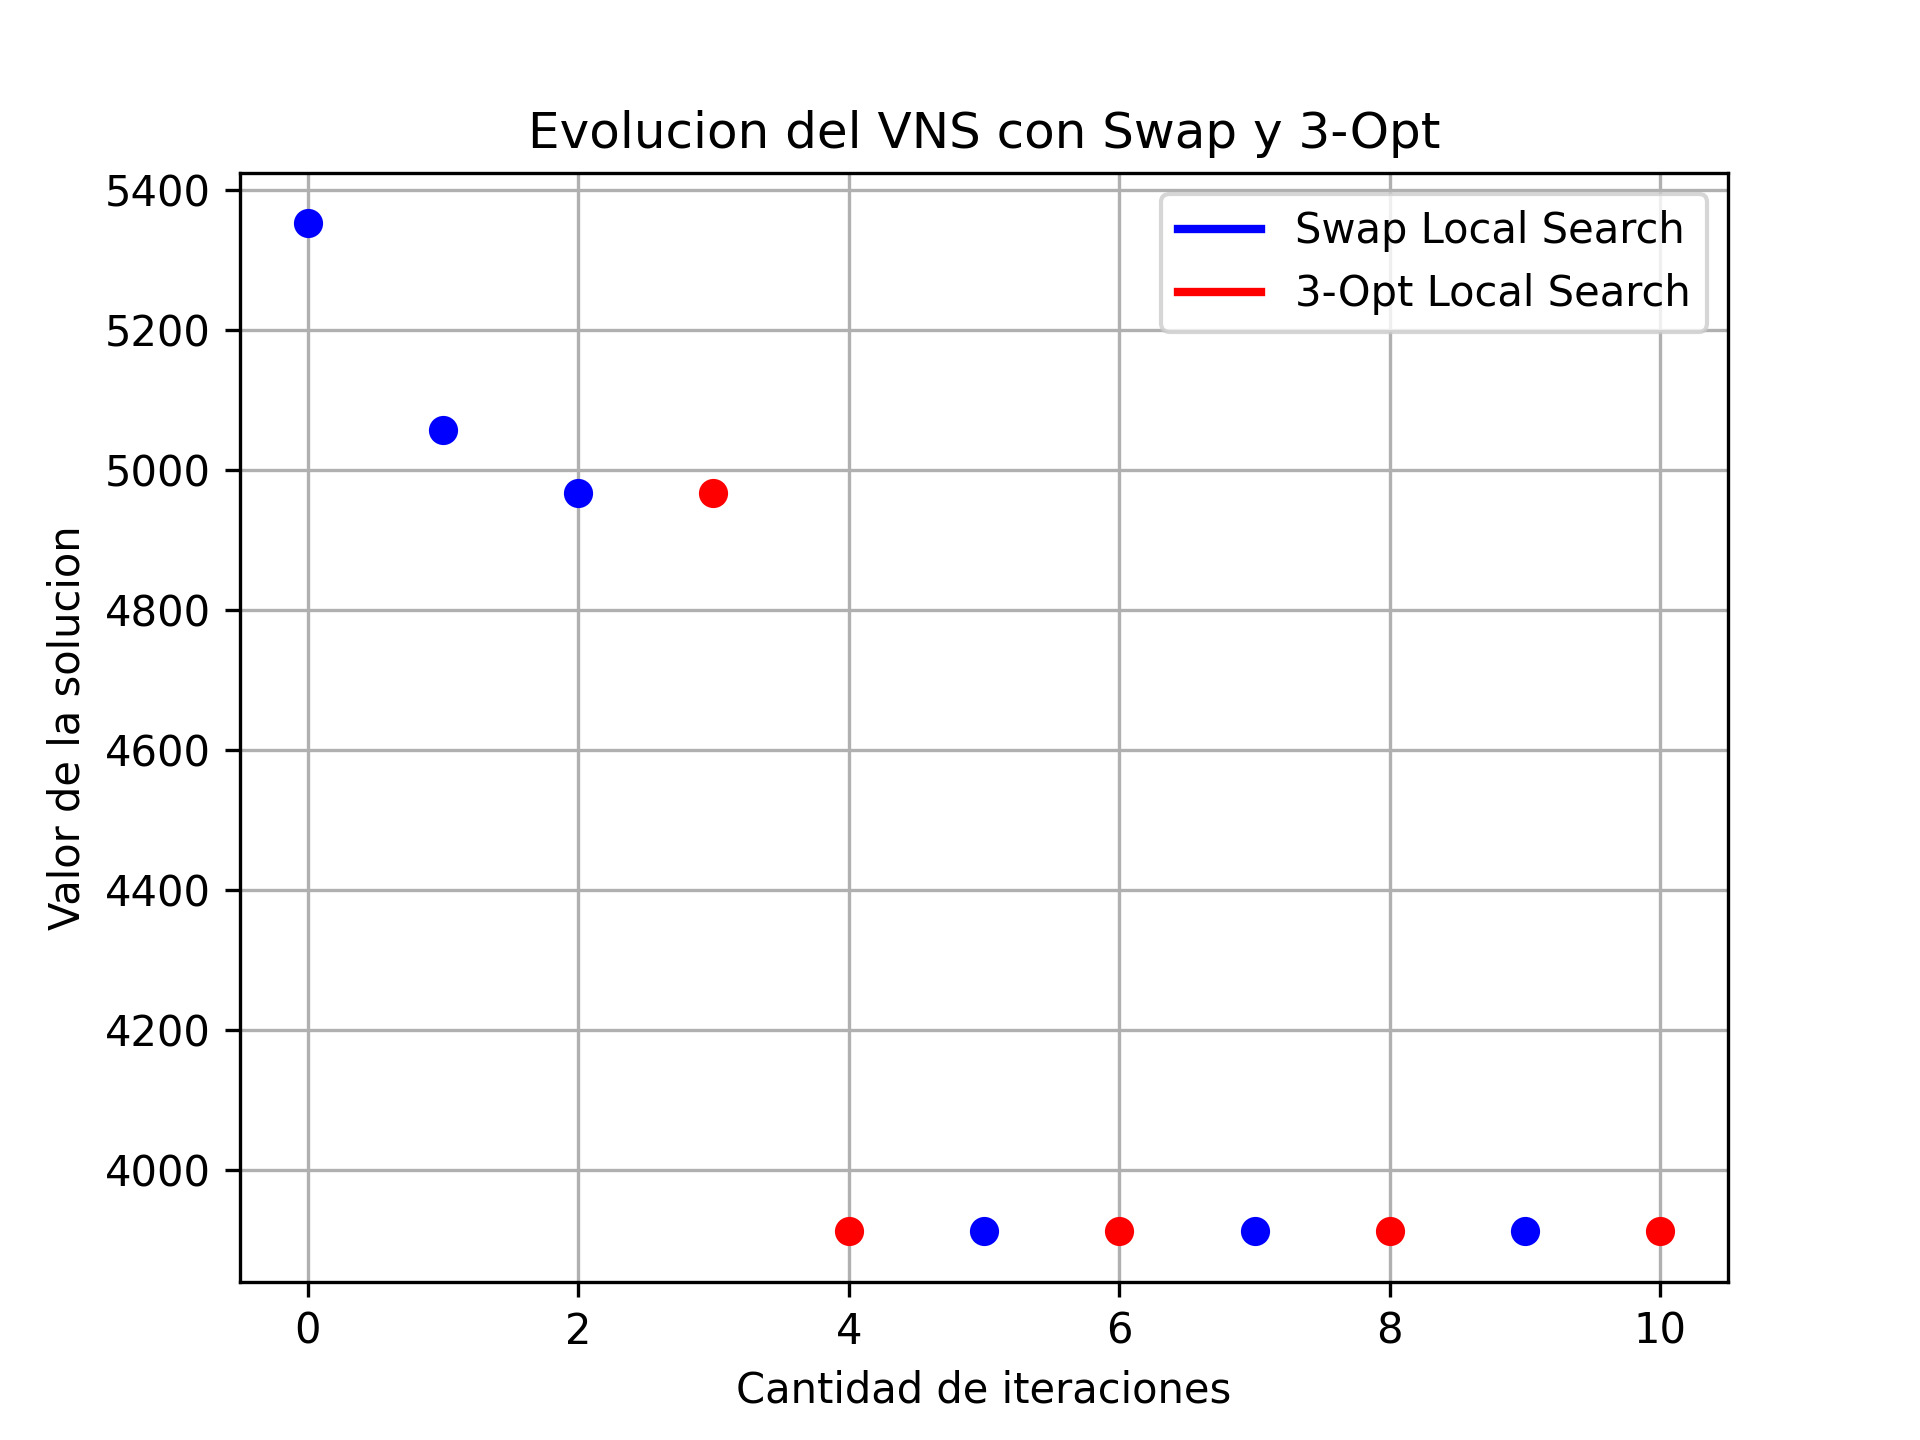 Evolucion del VNS con Swap y 3-Opt
Swap Local Search
3-Opt Local Search
Valor de la solucion
5400
5200
5000
4800
4600
4400
4200
4000
0 2 4 6 8 10
Cantidad de iteraciones